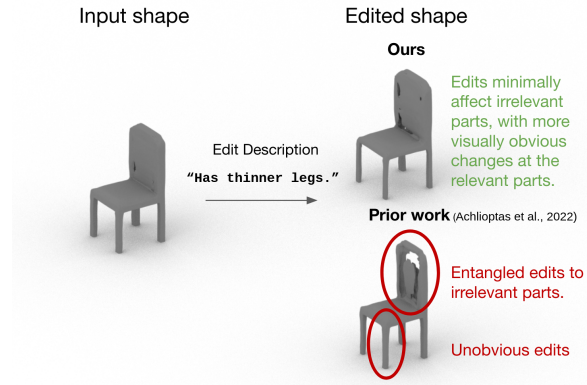 Input shape
Edited shape
Ours
Edits minimally
affect irrelevant
parts, with more
visually obvious
changes at the
relevant parts.
Edit Description
“Has thinner legs.”
Prior work (Achlioptas et al., 2022)
Entangled edits to
irrelevant parts.
Unobvious edits